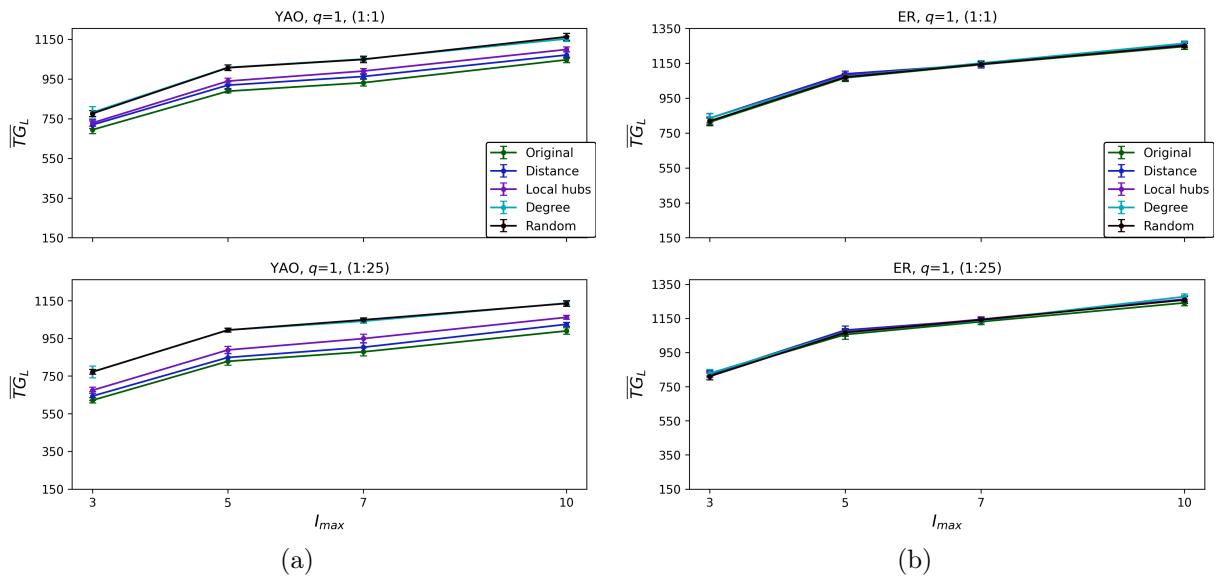 YAO, q=1, (1:1)
1150
950
750
550
350
150
TG_L
Original
Distance
Local hubs
Degree
Random
YAO, q=1, (1:25)
1150
950
750
550
350
150
TG_L
3
5
7
10
I_max
(a)
ER, q=1, (1:1)
1350
1150
950
750
550
350
150
TG_L
Original
Distance
Local hubs
Degree
Random
ER, q=1, (1:25)
1350
1150
950
750
550
350
150
TG_L
3
5
7
10
I_max
(b)